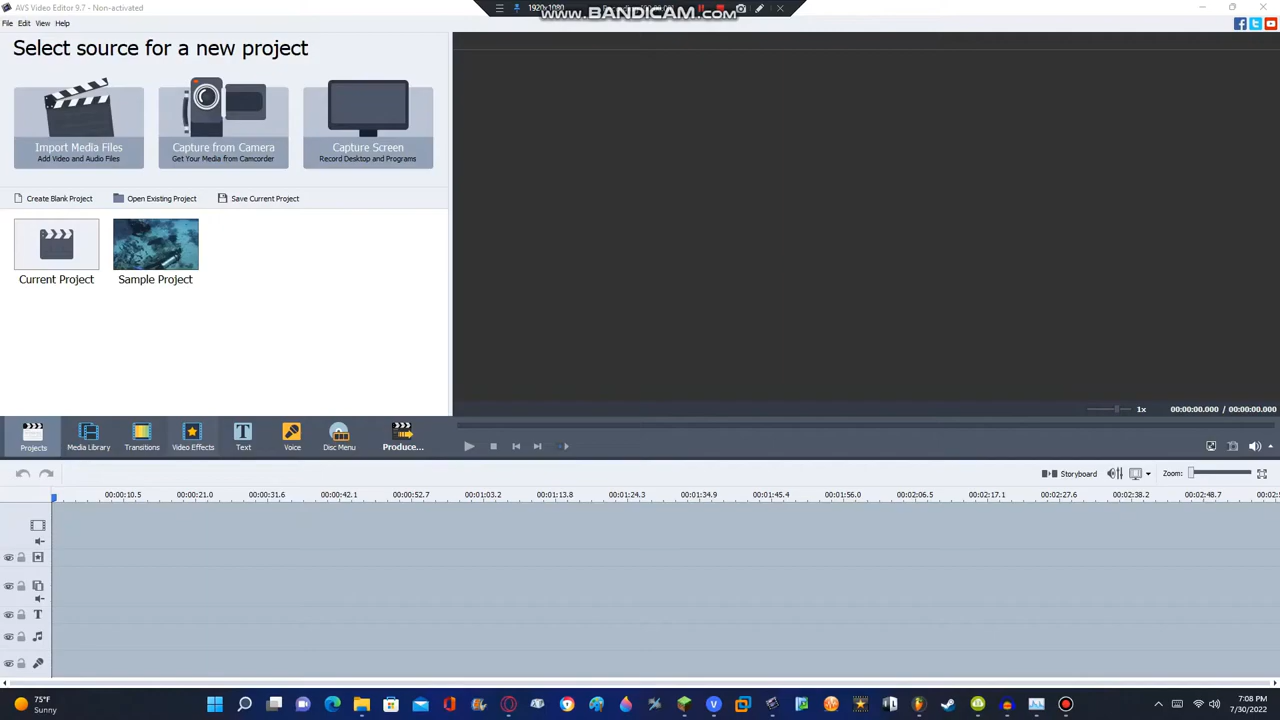 AVS Video Editor 9.7 - Non-activated
1920x1080
www.BANDICAM.com
File Edit View Help
Select source for a new project
Import Media Files
Add Video and Audio Files
Capture from Camera
Get Your Media from Camcorder
Capture Screen
Record Desktop and Programs
Create Blank Project
Open Existing Project
Save Current Project
Current Project
Sample Project
1x
00:00:00.000 / 00:00:00.000
Projects
Media Library
Transitions
Video Effects
Text
Voice
Disc Menu
Produce...
Storyboard
Zoom:
00:00:10.5 00:00:21.0 00:00:31.6 00:00:42.1 00:00:52.7 00:01:03.2 00:01:13.8 00:01:24.3 00:01:34.9 00:01:45.4 00:01:56.0 00:02:06.5 00:02:17.1 00:02:27.6 00:02:38.2 00:02:48.7
T
75°F
Sunny
7:08 PM
7/30/2022